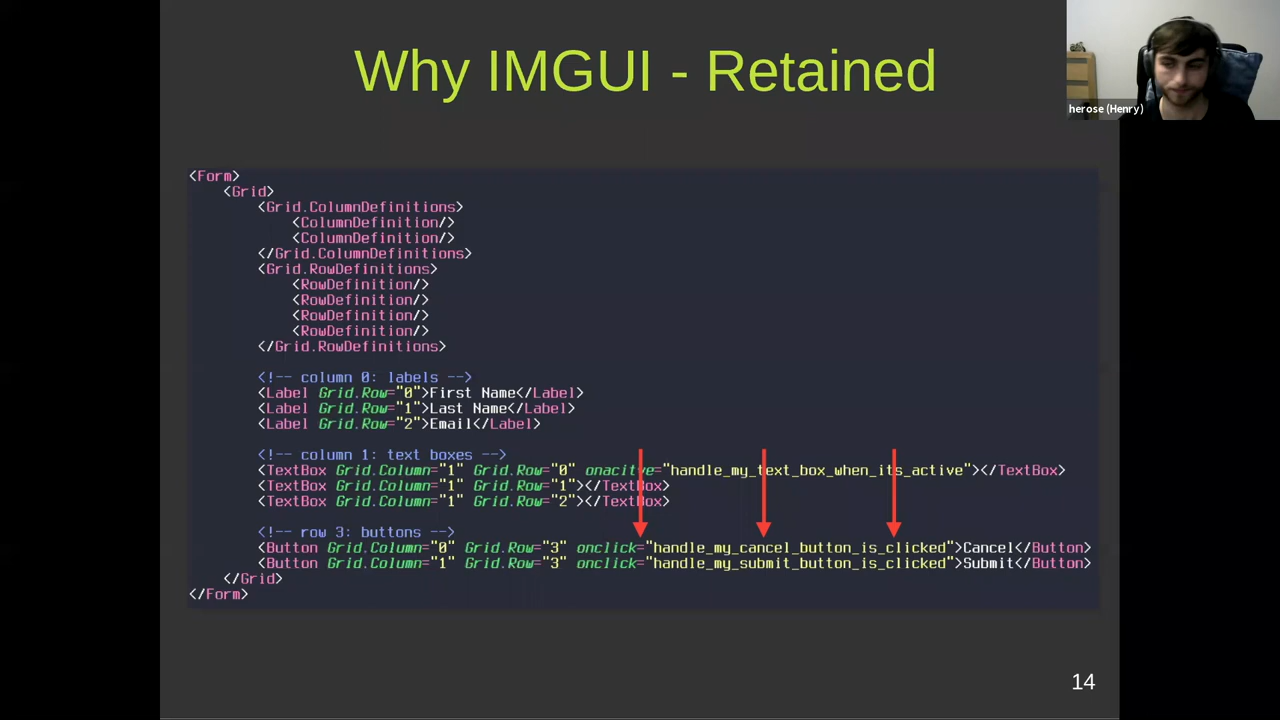 Why IMGUI - Retained
herose (Henry)
<Form>
<Grid>
<Grid.ColumnDefinitions>
<ColumnDefinition/>
<ColumnDefinition/>
</Grid.ColumnDefinitions>
<Grid.RowDefinitions>
<RowDefinition/>
<RowDefinition/>
<RowDefinition/>
<RowDefinition/>
</Grid.RowDefinitions>
<!-- column 0: labels -->
<Label Grid.Row="0">First Name</Label>
<Label Grid.Row="1">Last Name</Label>
<Label Grid.Row="2">Email</Label>
<!-- column 1: text boxes -->
<TextBox Grid.Column="1" Grid.Row="0" onacitve="handle_my_text_box_when_its_active"></TextBox>
<TextBox Grid.Column="1" Grid.Row="1"></TextBox>
<TextBox Grid.Column="1" Grid.Row="2"></TextBox>
<!-- row 3: buttons -->
<Button Grid.Column="0" Grid.Row="3" onclick="handle_my_cancel_button_is_clicked">Cancel</Button>
<Button Grid.Column="1" Grid.Row="3" onclick="handle_my_submit_button_is_clicked">Submit</Button>
</Grid>
</Form>
14